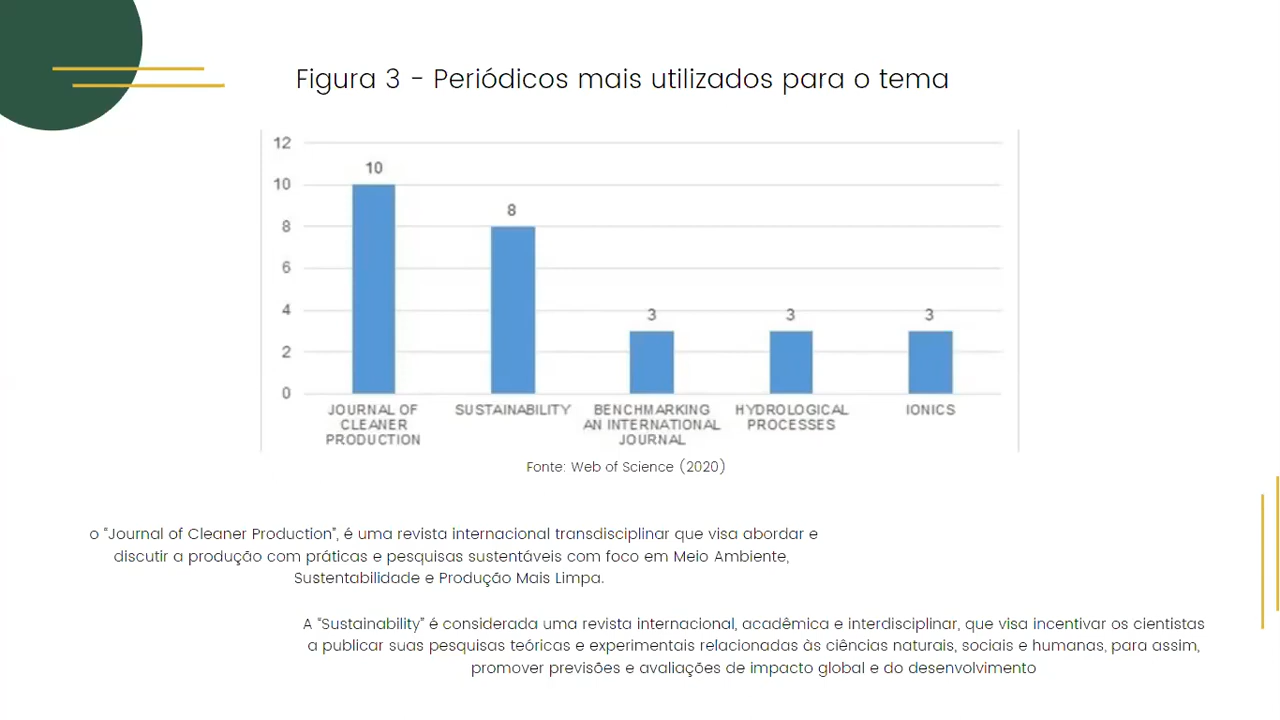 Figura 3 - Periódicos mais utilizados para o tema
12
10
8
6
4
2
0
10
8
3
3
3
JOURNAL OF
CLEANER
PRODUCTION
SUSTAINABILITY
BENCHMARKING
AN INTERNATIONAL
JOURNAL
HYDROLOGICAL
PROCESSES
IONICS
Fonte: Web of Science (2020)
o "Journal of Cleaner Production", é uma revista internacional transdisciplinar que visa abordar e
discutir a produção com práticas e pesquisas sustentáveis com foco em Meio Ambiente,
Sustentabilidade e Produção Mais Limpa.
A "Sustainability" é considerada uma revista internacional, acadêmica e interdisciplinar, que visa incentivar os cientistas
a publicar suas pesquisas teóricas e experimentais relacionadas às ciências naturais, sociais e humanas, para assim,
promover previsões e avaliações de impacto global e do desenvolvimento